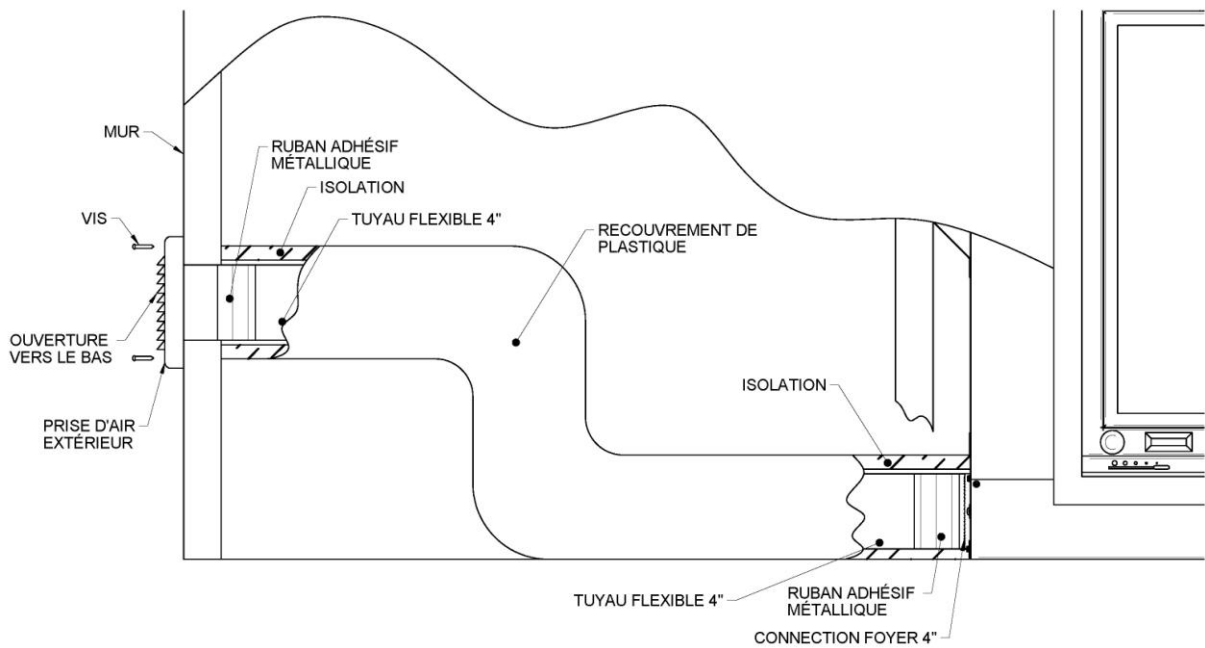 MUR
RUBAN ADHÉSIF
MÉTALLIQUE
ISOLATION
VIS
TUYAU FLEXIBLE 4"
RECOUVREMENT DE
PLASTIQUE
OUVERTURE
VERS LE BAS
ISOLATION
PRISE D'AIR
EXTÉRIEUR
TUYAU FLEXIBLE 4"
RUBAN ADHÉSIF
MÉTALLIQUE
CONNECTION FOYER 4"